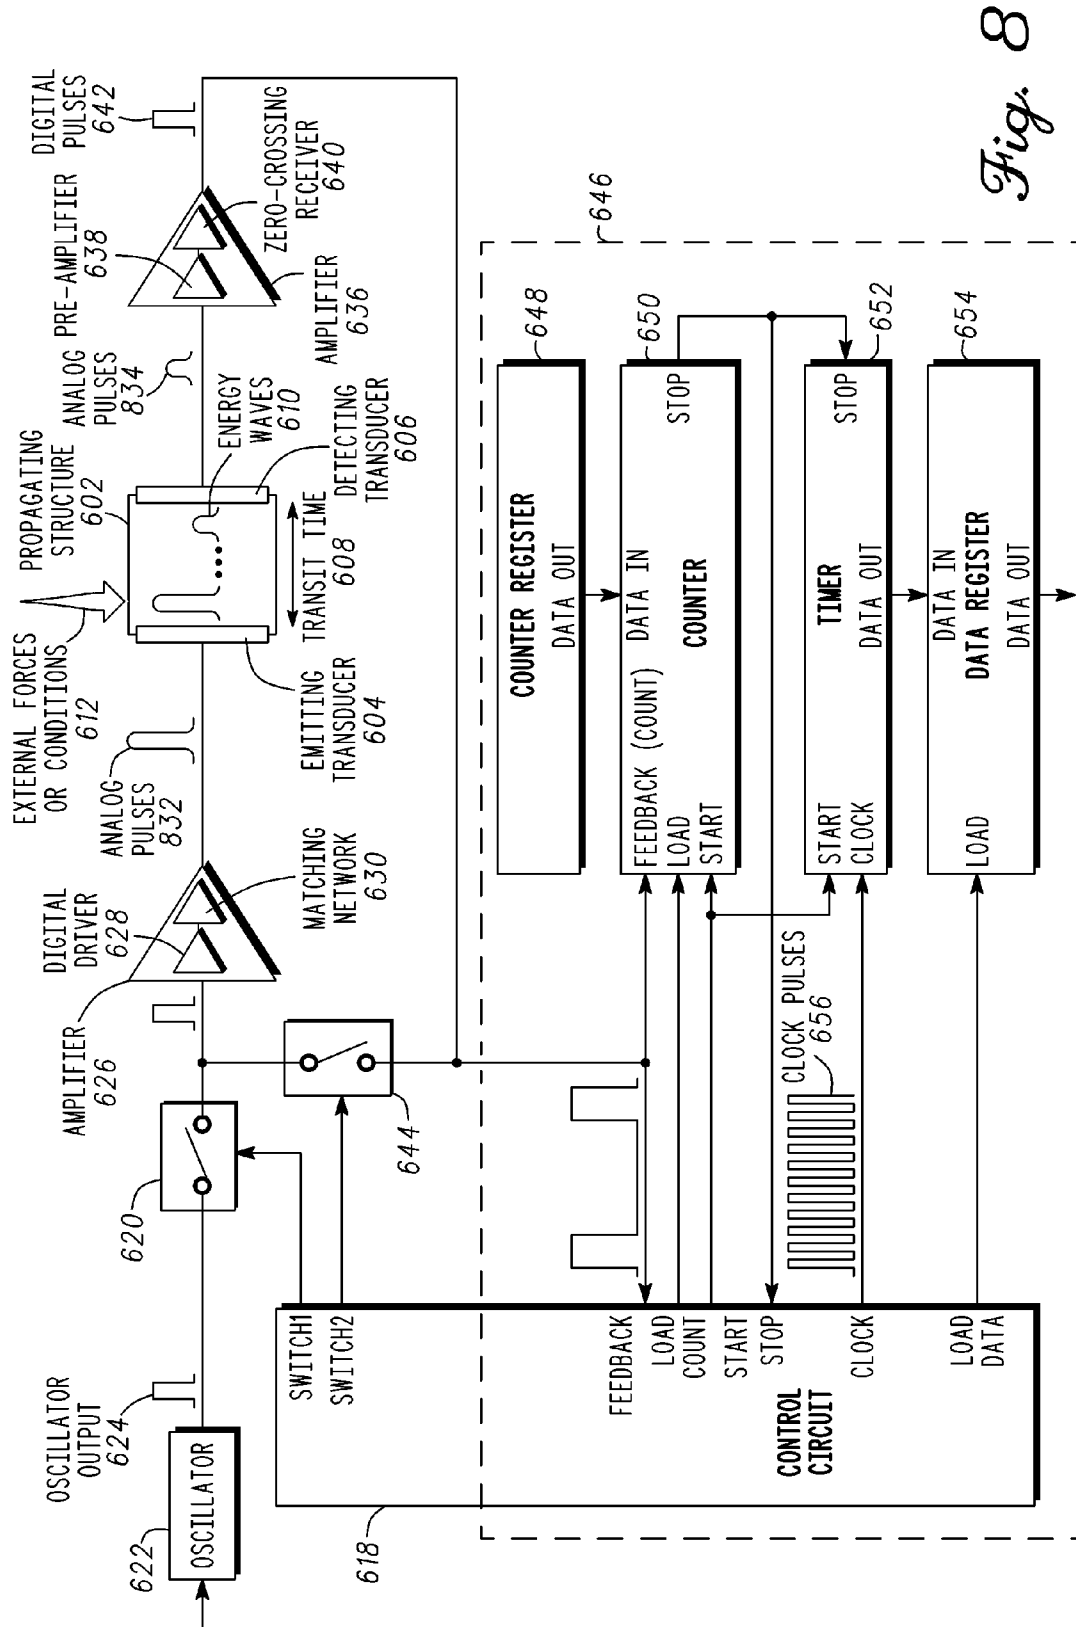 OSCILLATOR
OUTPUT
624
622
OSCILLATOR
620
AMPLIFIER
626
DIGITAL
DRIVER
628
MATCHING
NETWORK
630
644
ANALOG
PULSES
832
EXTERNAL FORCES
OR CONDITIONS
612
EMITTING
TRANSDUCER
604
PROPAGATING
STRUCTURE
602
TRANSIT TIME
608
ENERGY
WAVES
610
DETECTING
TRANSDUCER
606
ANALOG
PULSES
834
PRE-AMPLIFIER
638
AMPLIFIER
636
ZERO-CROSSING
RECEIVER
640
DIGITAL
PULSES
642
618
SWITCH1
SWITCH2
FEEDBACK
LOAD
COUNT
START
STOP
CLOCK
LOAD
DATA
CONTROL
CIRCUIT
CLOCK PULSES
656
646
COUNTER REGISTER
DATA OUT
648
FEEDBACK (COUNT)
LOAD
START
DATA IN
COUNTER
STOP
650
START
CLOCK
TIMER
DATA OUT
STOP
652
LOAD
DATA IN
DATA REGISTER
DATA OUT
654
Fig. 8